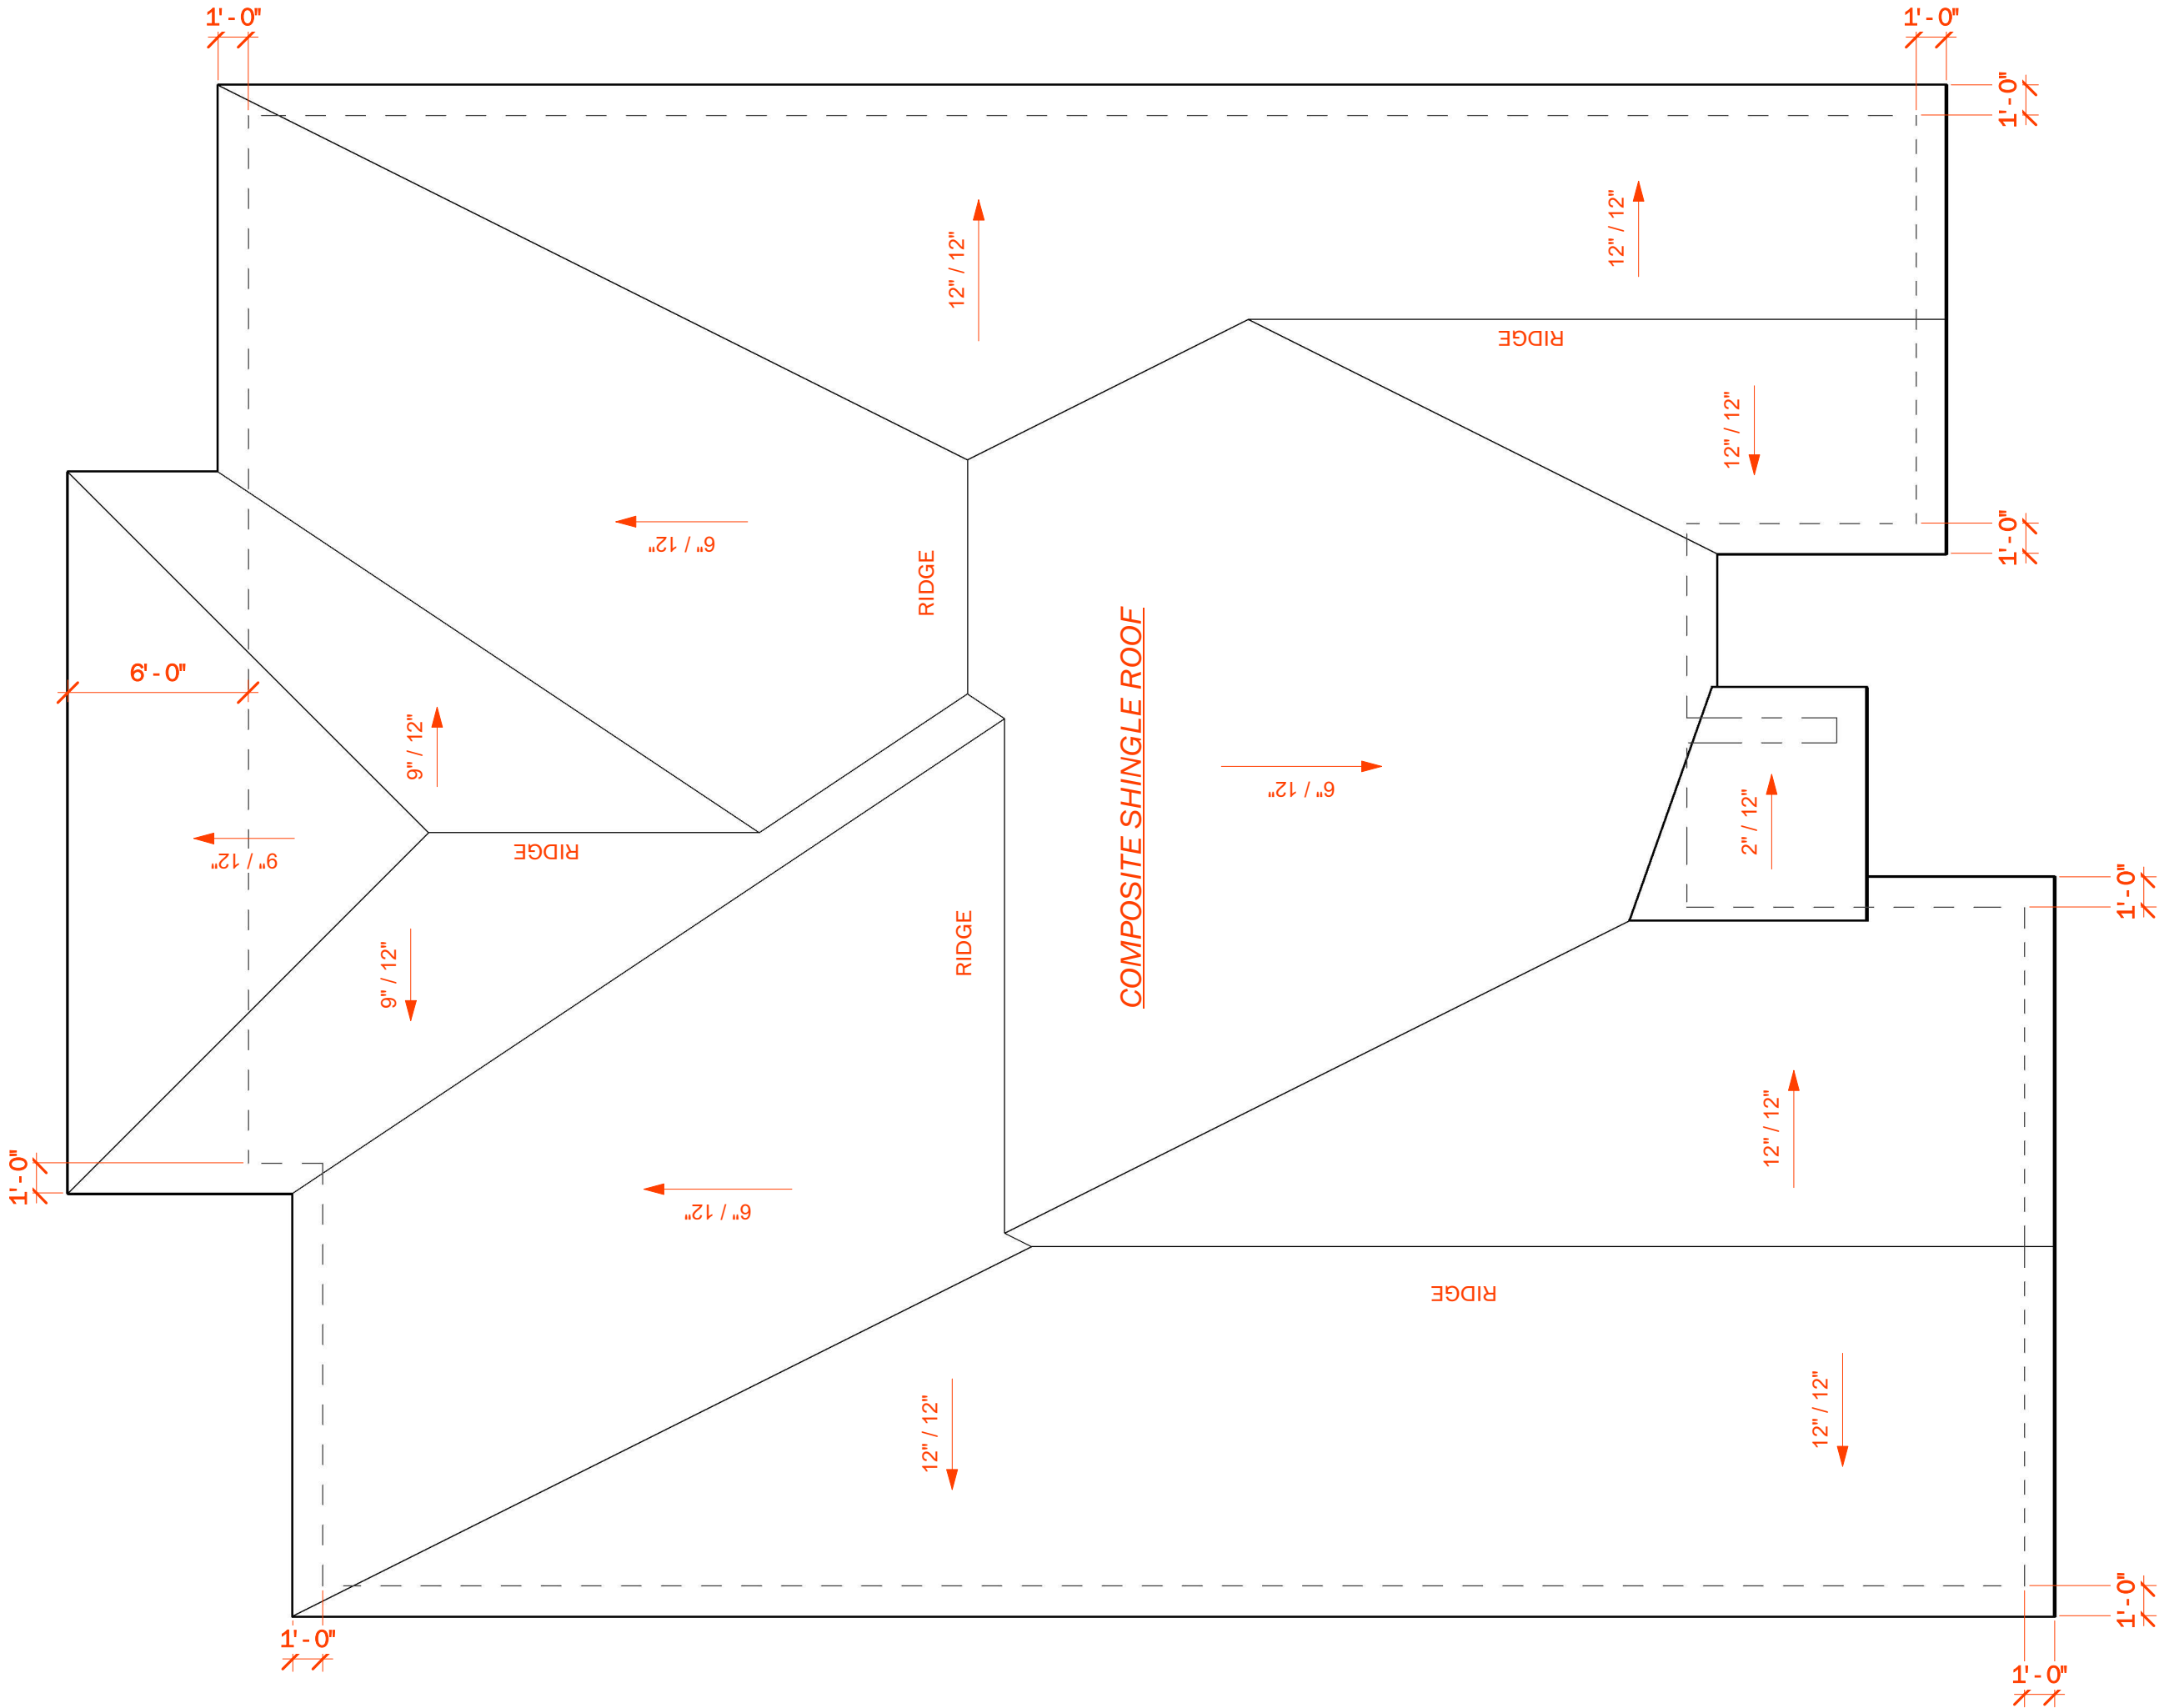 1' - 0"
1' - 0"
1' - 0"
12" / 12"
12" / 12"
RIDGE
12" / 12"
1' - 0"
6" / 12"
RIDGE
6' - 0"
9" / 12"
COMPOSITE SHINGLE ROOF
6" / 12"
2" / 12"
9" / 12"
RIDGE
1' - 0"
RIDGE
9" / 12"
12" / 12"
1' - 0"
6" / 12"
RIDGE
12" / 12"
12" / 12"
1' - 0"
1' - 0"
1' - 0"